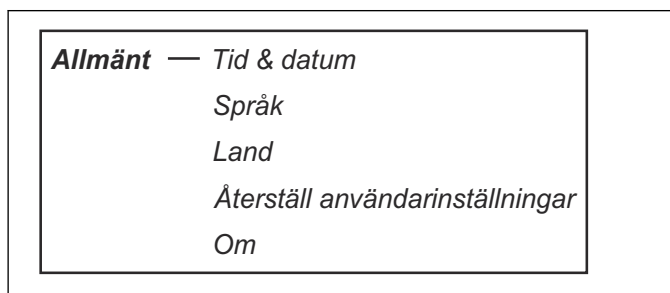 Allmänt — Tid & datum
Språk
Land
Återställ användarinställningar
Om